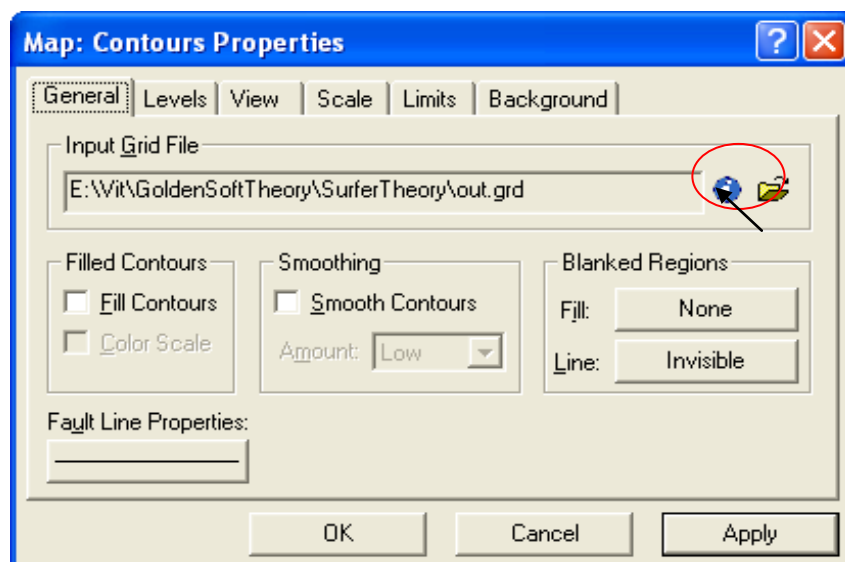 Map: Contours Properties
?
General Levels View Scale Limits Background
Input Grid File
E:\Vit\GoldenSoftTheory\SurferTheory\out.grd
Filled Contours
Fill Contours
Color Scale
Smoothing
Smooth Contours
Amount: Low
Blanked Regions
Fill: None
Line: Invisible
Fault Line Properties:
OK Cancel Apply